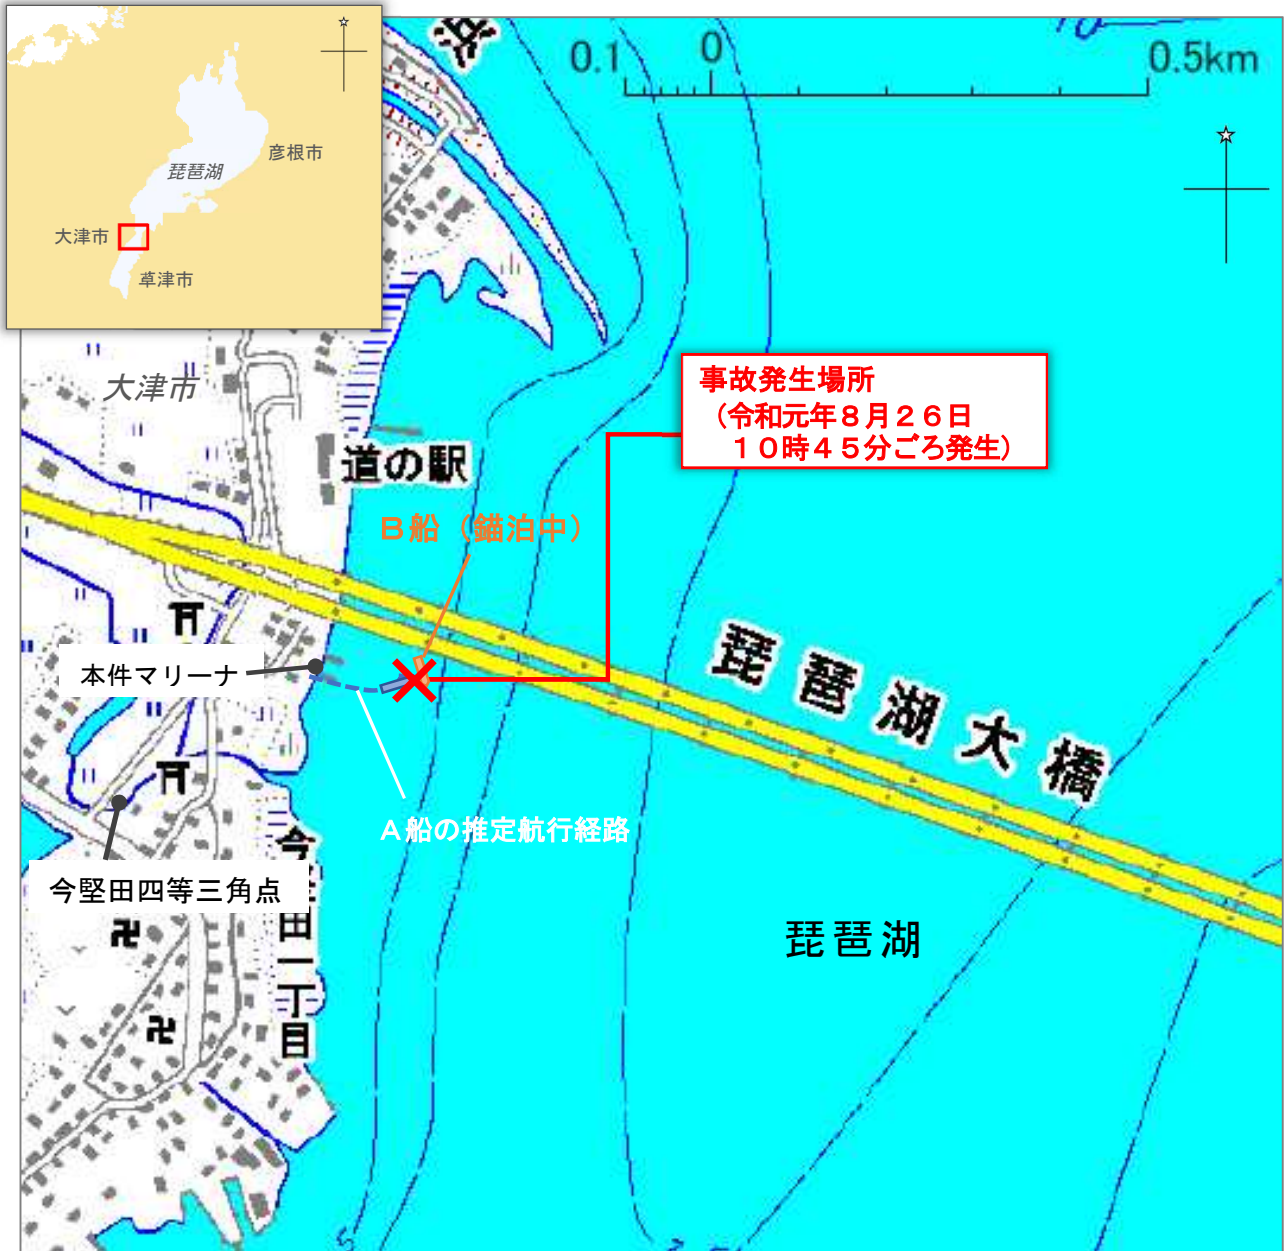 彦根市
琵琶湖
大津市
草津市
0.1
0
0.5km
10
大津市
事故発生場所
（令和元年８月２６日
１０時４５分ごろ発生）
道の駅
Ｂ船（錨泊中）
本件マリーナ
琵琶湖大橋
Ａ船の推定航行経路
今堅田四等三角点
今堅田一丁目
琵琶湖
5